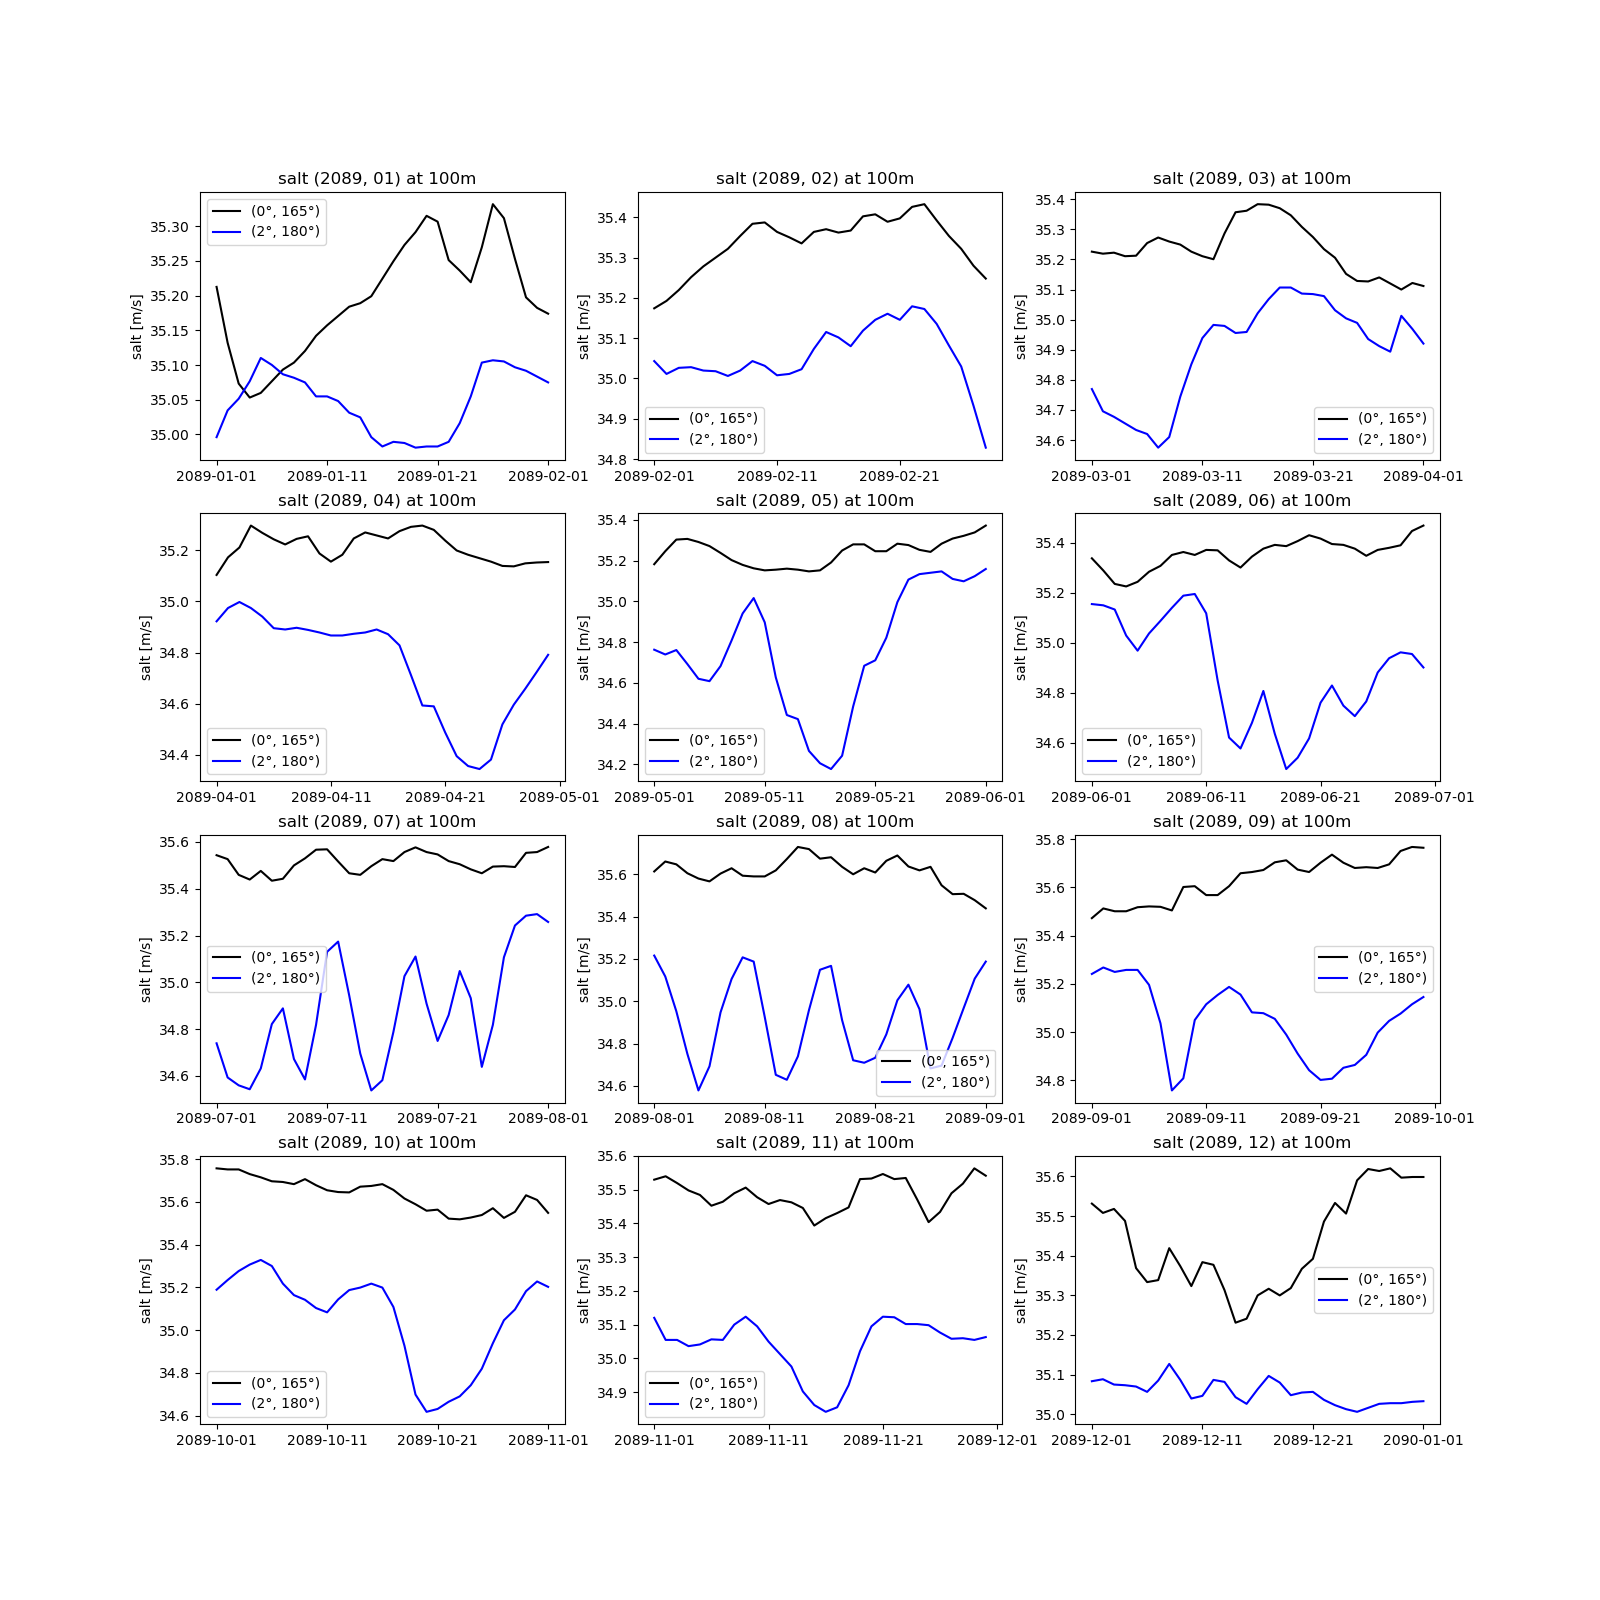 salt (2089, 01) at 100m
salt [m/s]
35.30
35.25
35.20
35.15
35.10
35.05
35.00
(0°, 165°)
(2°, 180°)
2089-01-01 2089-01-11 2089-01-21 2089-02-01
salt (2089, 02) at 100m
salt [m/s]
35.4
35.3
35.2
35.1
35.0
34.9
34.8
(0°, 165°)
(2°, 180°)
2089-02-01 2089-02-11 2089-02-21
salt (2089, 03) at 100m
salt [m/s]
35.4
35.3
35.2
35.1
35.0
34.9
34.8
34.7
34.6
(0°, 165°)
(2°, 180°)
2089-03-01 2089-03-11 2089-03-21 2089-04-01
salt (2089, 04) at 100m
salt [m/s]
35.2
35.0
34.8
34.6
34.4
(0°, 165°)
(2°, 180°)
2089-04-01 2089-04-11 2089-04-21 2089-05-01
salt (2089, 05) at 100m
salt [m/s]
35.4
35.2
35.0
34.8
34.6
34.4
34.2
(0°, 165°)
(2°, 180°)
2089-05-01 2089-05-11 2089-05-21 2089-06-01
salt (2089, 06) at 100m
salt [m/s]
35.4
35.2
35.0
34.8
34.6
(0°, 165°)
(2°, 180°)
2089-06-01 2089-06-11 2089-06-21 2089-07-01
salt (2089, 07) at 100m
salt [m/s]
35.6
35.4
35.2
35.0
34.8
34.6
(0°, 165°)
(2°, 180°)
2089-07-01 2089-07-11 2089-07-21 2089-08-01
salt (2089, 08) at 100m
salt [m/s]
35.6
35.4
35.2
35.0
34.8
34.6
(0°, 165°)
(2°, 180°)
2089-08-01 2089-08-11 2089-08-21 2089-09-01
salt (2089, 09) at 100m
salt [m/s]
35.8
35.6
35.4
35.2
35.0
34.8
(0°, 165°)
(2°, 180°)
2089-09-01 2089-09-11 2089-09-21 2089-10-01
salt (2089, 10) at 100m
salt [m/s]
35.8
35.6
35.4
35.2
35.0
34.8
34.6
(0°, 165°)
(2°, 180°)
2089-10-01 2089-10-11 2089-10-21 2089-11-01
salt (2089, 11) at 100m
salt [m/s]
35.6
35.5
35.4
35.3
35.2
35.1
35.0
34.9
(0°, 165°)
(2°, 180°)
2089-11-01 2089-11-11 2089-11-21 2089-12-01
salt (2089, 12) at 100m
salt [m/s]
35.6
35.5
35.4
35.3
35.2
35.1
35.0
(0°, 165°)
(2°, 180°)
2089-12-01 2089-12-11 2089-12-21 2090-01-01